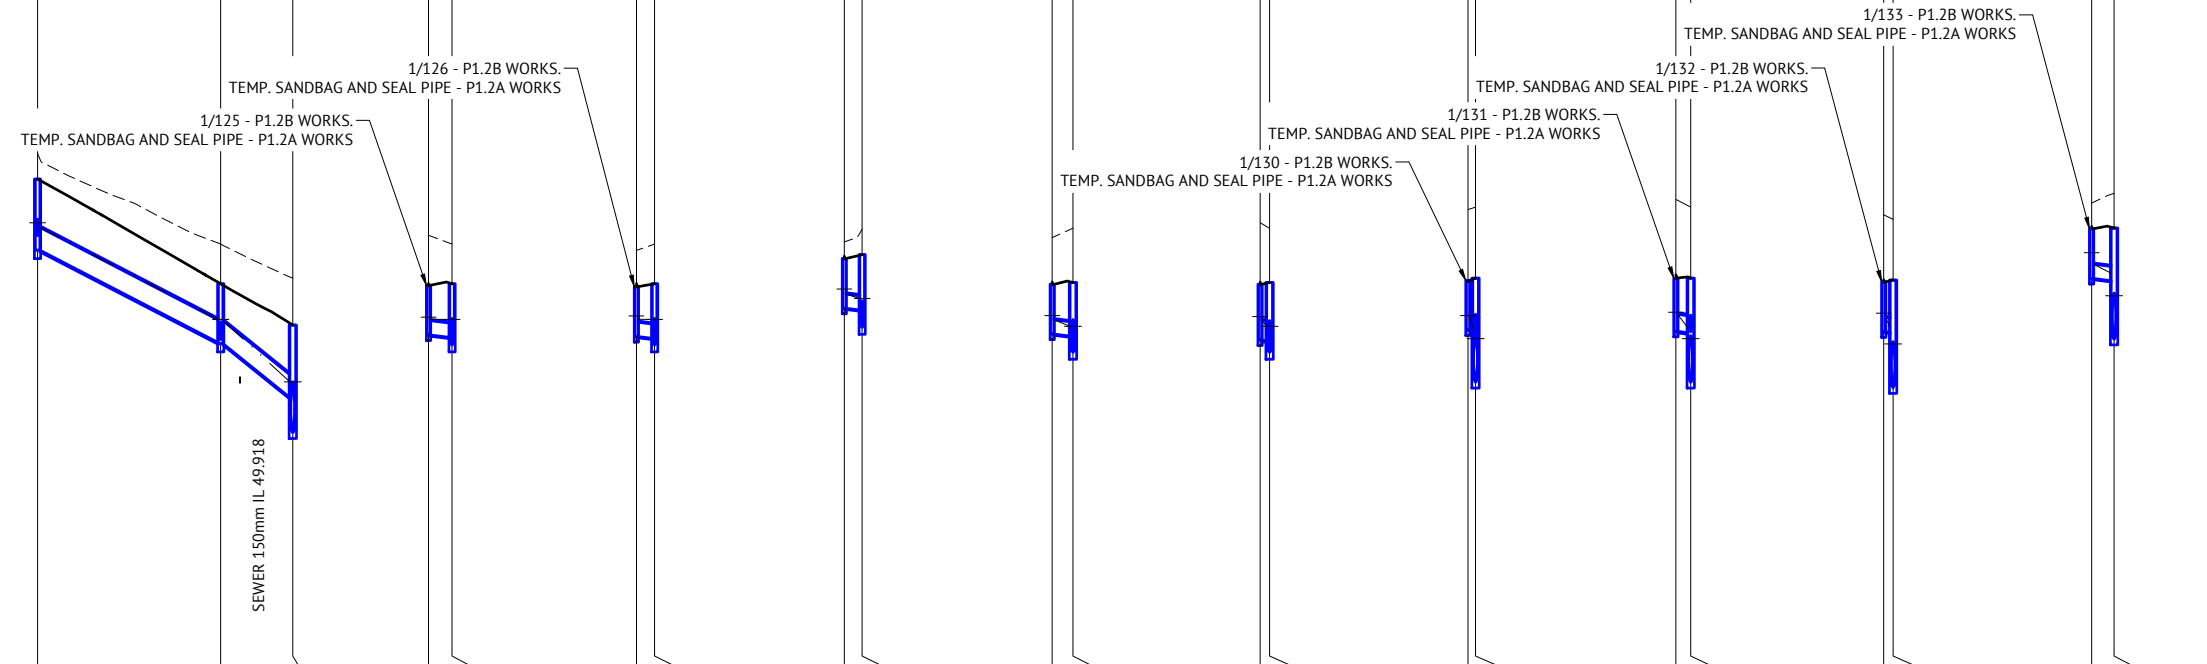 1/125 - P1.2B WORKS.
TEMP. SANDBAG AND SEAL PIPE - P1.2A WORKS
1/126 - P1.2B WORKS.
TEMP. SANDBAG AND SEAL PIPE - P1.2A WORKS
1/130 - P1.2B WORKS.
TEMP. SANDBAG AND SEAL PIPE - P1.2A WORKS
1/131 - P1.2B WORKS.
TEMP. SANDBAG AND SEAL PIPE - P1.2A WORKS
1/132 - P1.2B WORKS.
TEMP. SANDBAG AND SEAL PIPE - P1.2A WORKS
1/133 - P1.2B WORKS.
TEMP. SANDBAG AND SEAL PIPE - P1.2A WORKS
SEWER 150mm IL 49.918